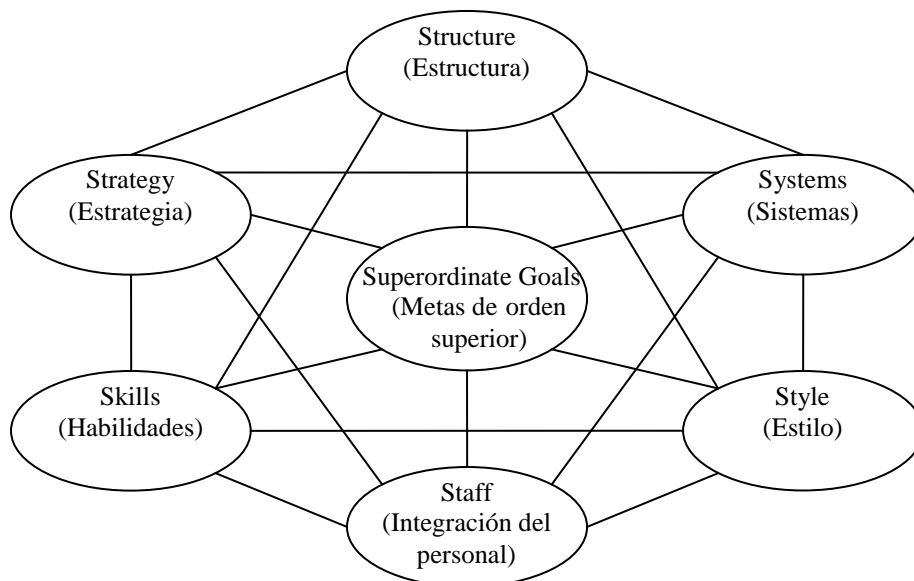 Structure
(Estructura)
Strategy
(Estrategia)
Systems
(Sistemas)
Superordinate Goals
(Metas de orden
superior)
Skills
(Habilidades)
Style
(Estilo)
Staff
(Integración del
personal)